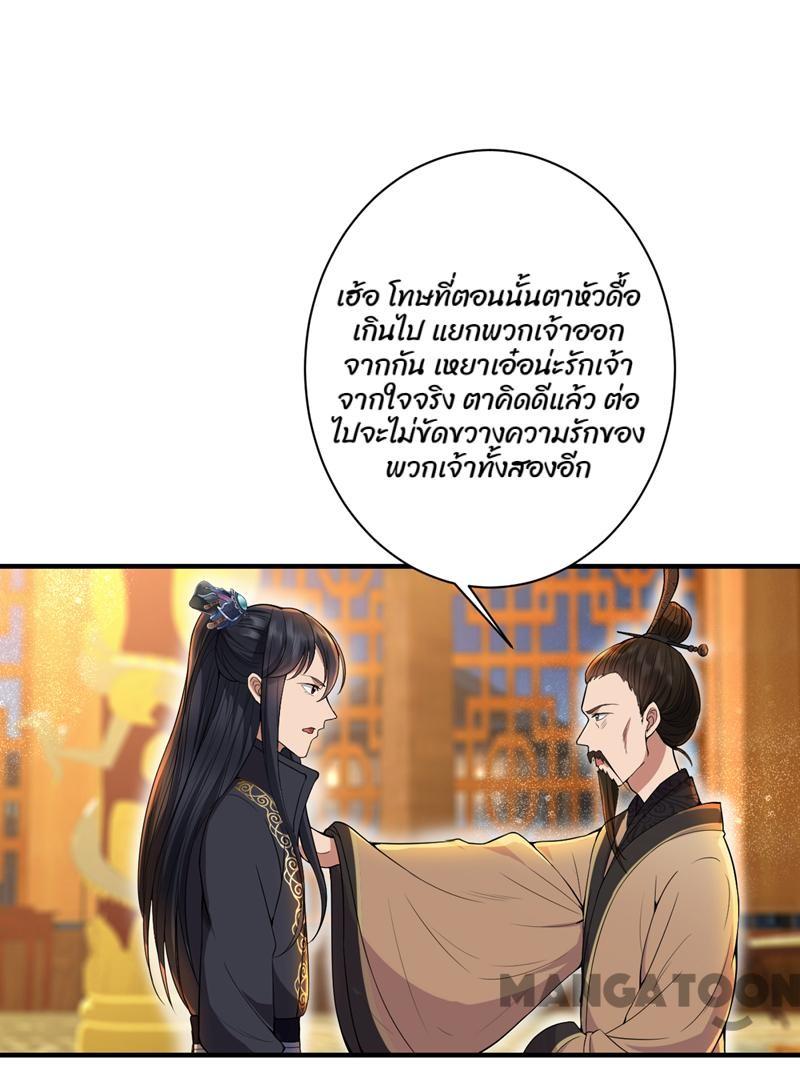 เฮ้อ โทษที่ตอนนั้นตาหัวดื้อ
เกินไป แยกพวกเจ้าออก
จากกัน เหยาเอ๋อน่ะรักเจ้า
จากใจจริง ตาคิดดีแล้ว ต่อ
ไปจะไม่ขัดขวางความรักของ
พวกเจ้าทั้งสองอีก
MANGATOON